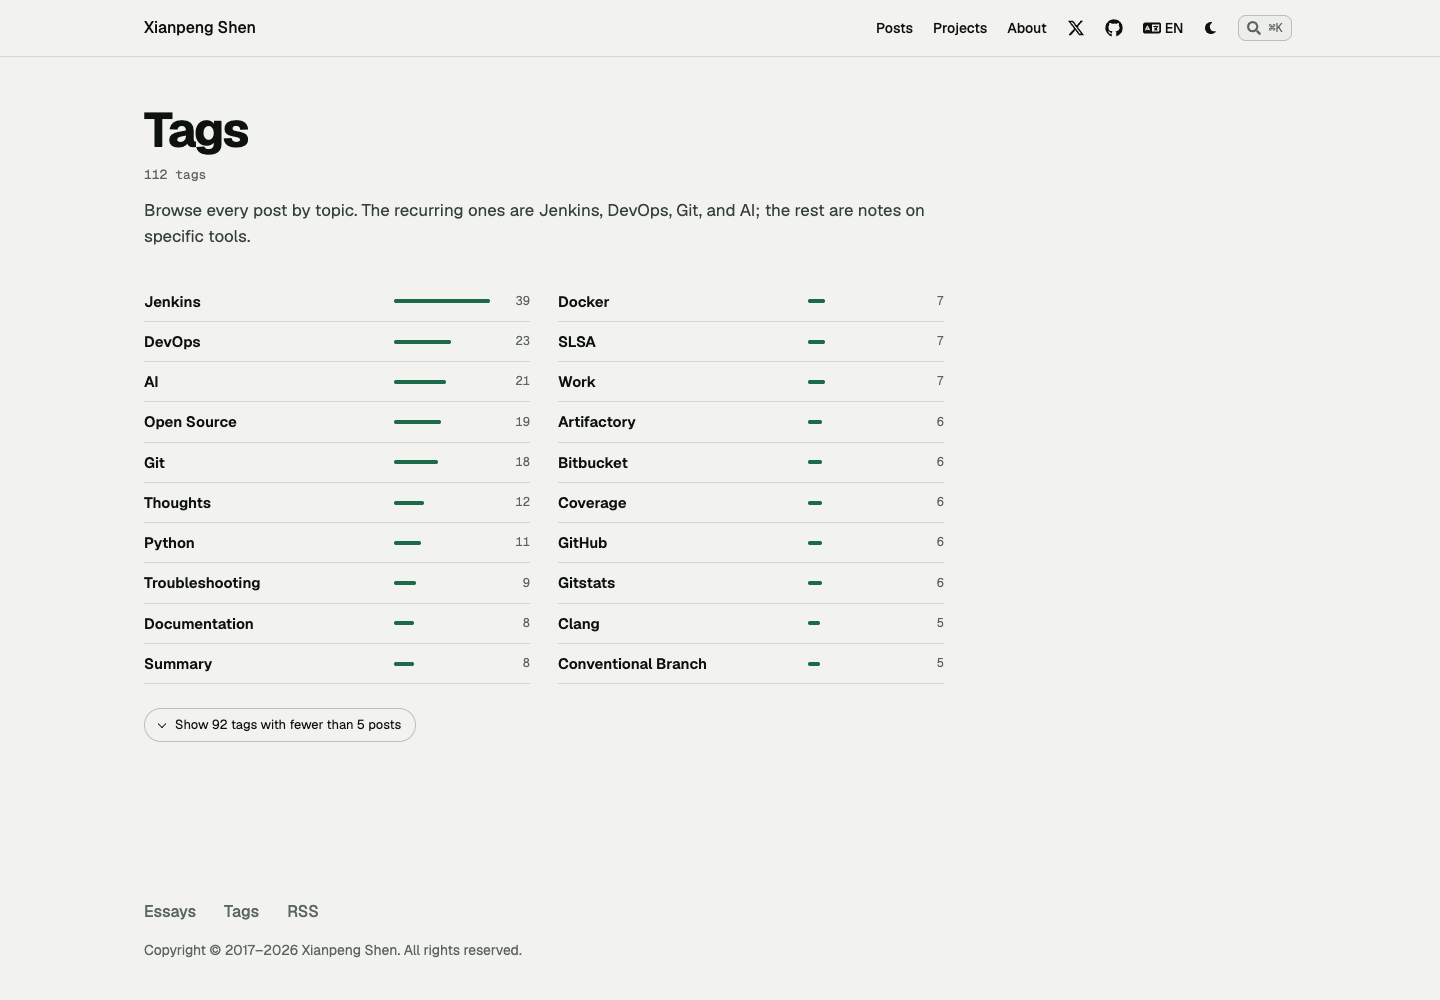 Xianpeng Shen
Posts Projects About EN ⌘K
Tags
112 tags
Browse every post by topic. The recurring ones are Jenkins, DevOps, Git, and AI; the rest are notes on
specific tools.
Jenkins 39
DevOps 23
AI 21
Open Source 19
Git 18
Thoughts 12
Python 11
Troubleshooting 9
Documentation 8
Summary 8
Docker 7
SLSA 7
Work 7
Artifactory 6
Bitbucket 6
Coverage 6
GitHub 6
Gitstats 6
Clang 5
Conventional Branch 5
Show 92 tags with fewer than 5 posts
Essays Tags RSS
Copyright © 2017–2026 Xianpeng Shen. All rights reserved.